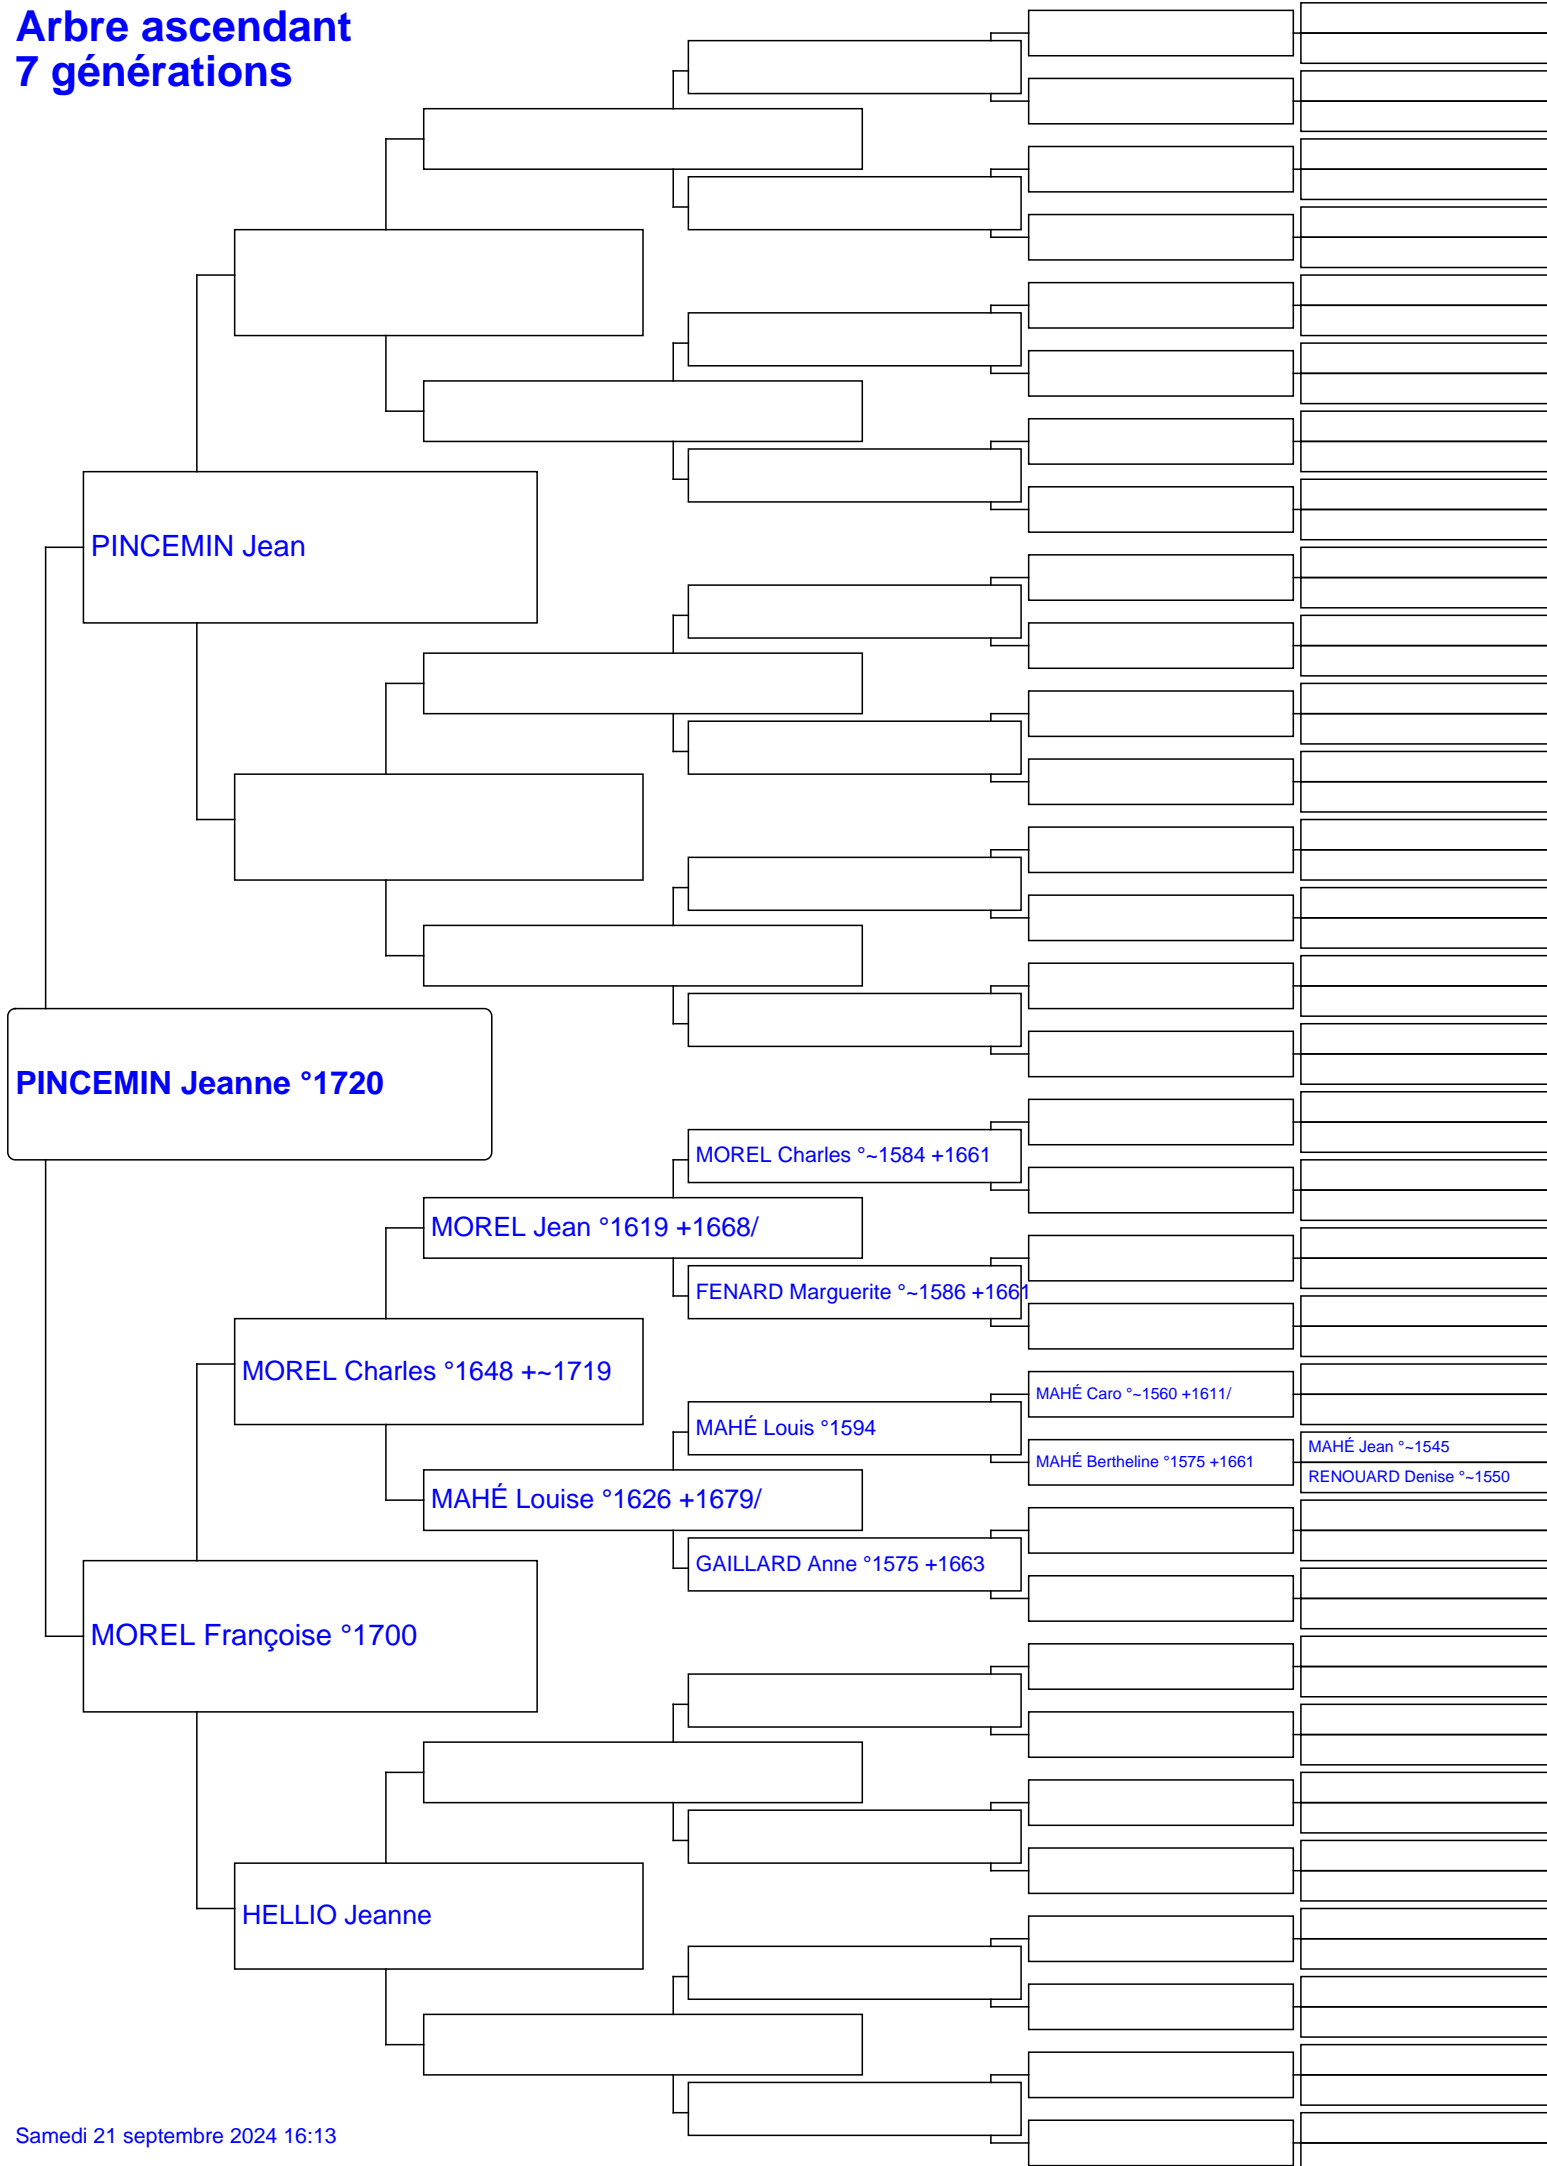 Arbre ascendant
7 générations
PINCEMIN Jean
PINCEMIN Jeanne °1720
MOREL Charles °~1584 +1661
MOREL Jean °1619 +1668/
FENARD Marguerite °~1586 +1661
MOREL Charles °1648 +~1719
MAHÉ Caro °~1560 +1611/
MAHÉ Louis °1594
MAHÉ Jean °~1545
MAHÉ Bertheline °1575 +1661
RENOUARD Denise °~1550
MAHÉ Louise °1626 +1679/
GAILLARD Anne °1575 +1663
MOREL Françoise °1700
HELLIO Jeanne
Samedi 21 septembre 2024 16:13